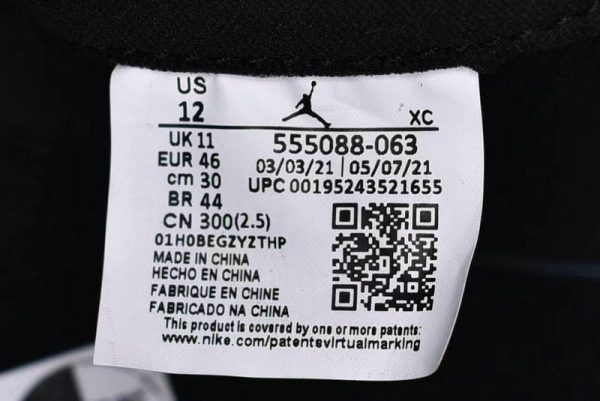 US
12
XC
UK 11
EUR 46
cm 30
BR 44
CN 300(2.5)
01H0BEGZYZTHP
MADE IN CHINA
HECHO EN CHINA
FABRIQUE EN CHINE
FABRICADO NA CHINA
555088-063
03/03/21 | 05/07/21
UPC 00195243521655
This product is covered by one or more patents:
www.nike.com/patentsvirtualmarking